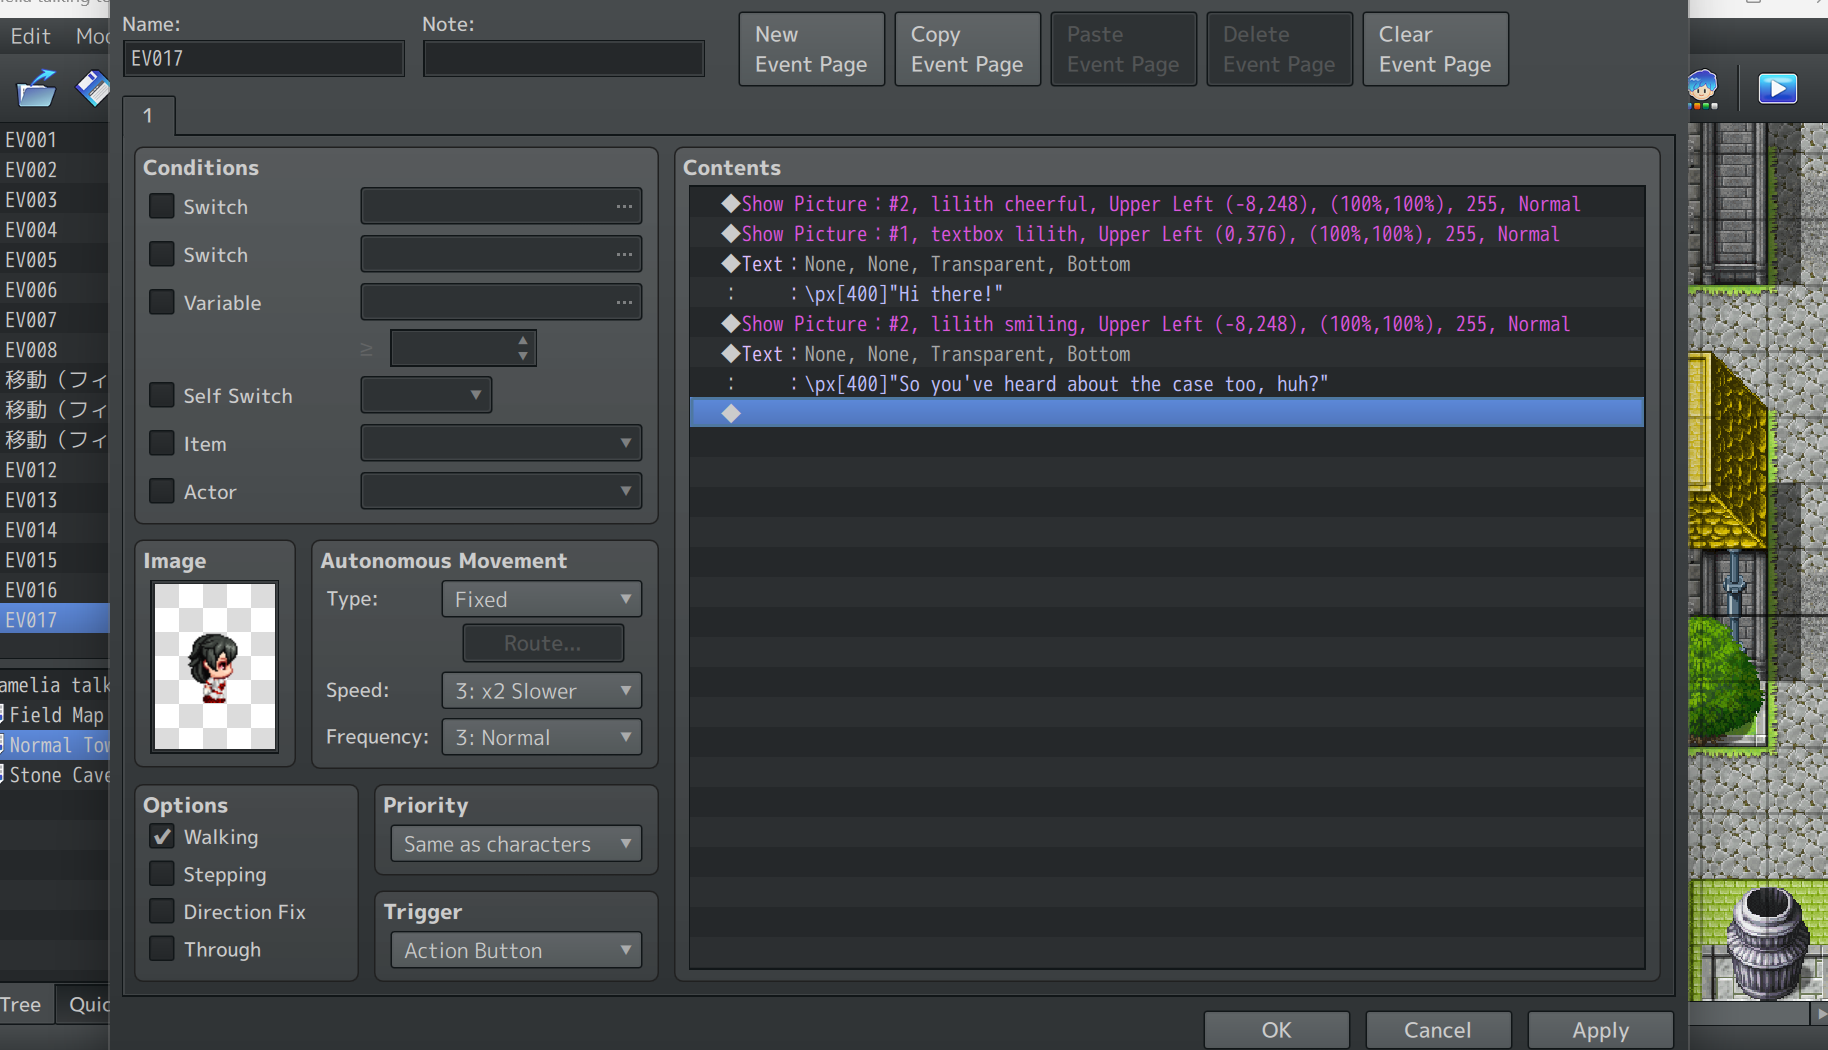 Edit
Name:
Note:
EV017
New
Event Page
Copy
Event Page
Paste
Event Page
Delete
Event Page
Clear
Event Page
1
EV001
EV002
EV003
EV004
EV005
EV006
EV007
EV008
移動（フィ
移動（フィ
移動（フィ
EV012
EV013
EV014
EV015
EV016
EV017
amelia talk
Field Map
Normal Tow
Stone Cave
Tree
Quic
Conditions
Switch
...
Switch
...
Variable
...
≥
Self Switch
Item
Actor
Image
Autonomous Movement
Type:
Fixed
Route...
Speed:
3: x2 Slower
Frequency:
3: Normal
Options
Walking
Stepping
Direction Fix
Through
Priority
Same as characters
Trigger
Action Button
Contents
◆Show Picture：#2, lilith cheerful, Upper Left (-8,248), (100%,100%), 255, Normal
◆Show Picture：#1, textbox lilith, Upper Left (0,376), (100%,100%), 255, Normal
◆Text：None, None, Transparent, Bottom
：　　：\px[400]"Hi there!"
◆Show Picture：#2, lilith smiling, Upper Left (-8,248), (100%,100%), 255, Normal
◆Text：None, None, Transparent, Bottom
：　　：\px[400]"So you've heard about the case too, huh?"
◆
OK
Cancel
Apply